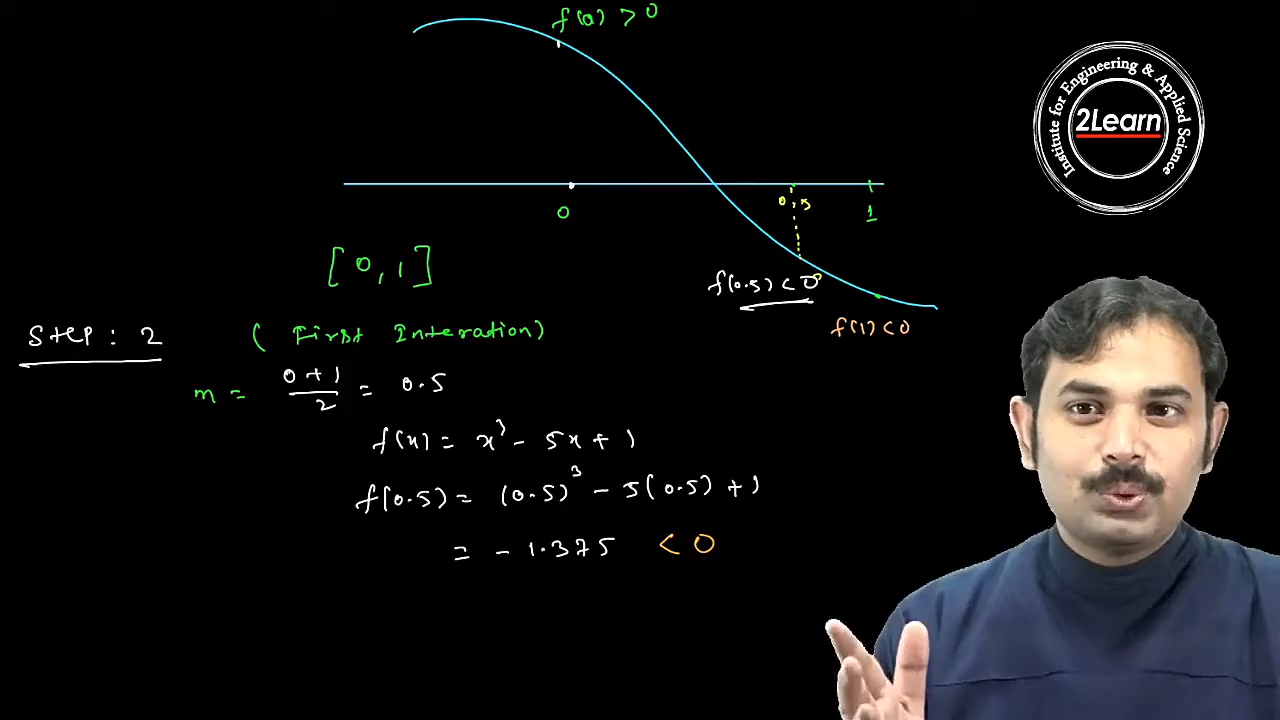 f(0) > 0
Institute for Engineering & Applied Science
2Learn
0
0.5
1
[0, 1]
f(0.5) < 0
f(1) < 0
Step : 2
( First Interation)
m = 0 + 1 / 2 = 0.5
f(x) = x³ - 5x + 1
f(0.5) = (0.5)³ - 5(0.5) + 1
= - 1.375 < 0